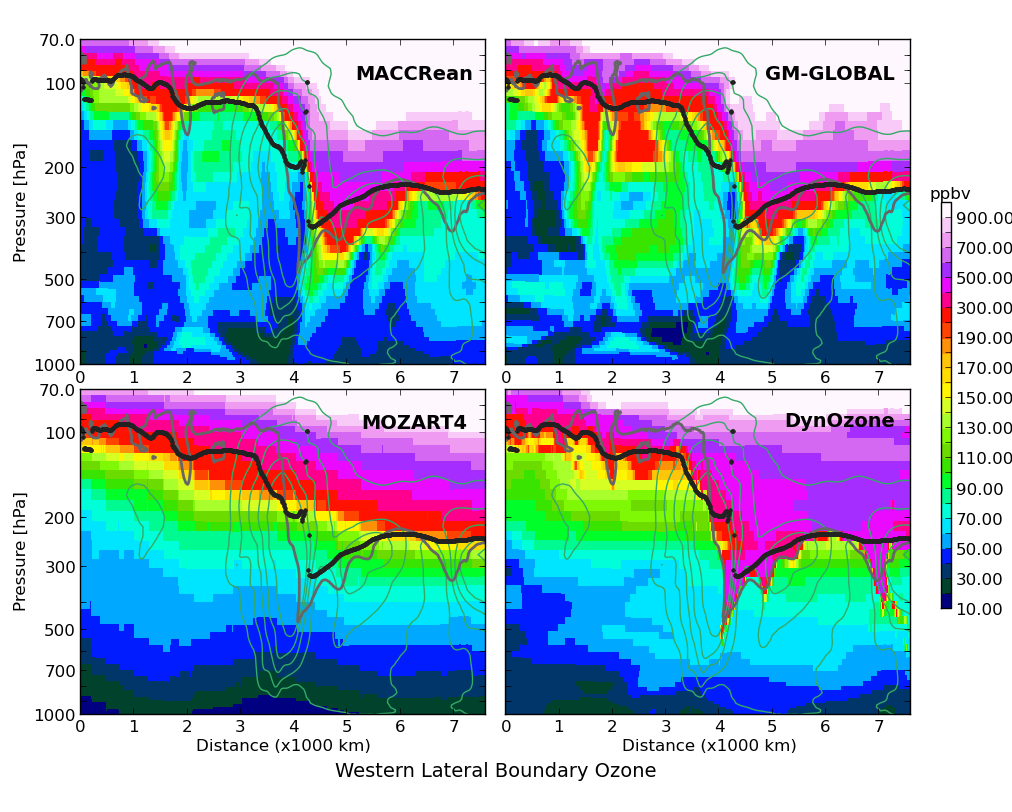 70.0
100
200
300
500
700
1000
Pressure [hPa]
MACCRean
0 1 2 3 4 5 6 7
GM-GLOBAL
0 1 2 3 4 5 6 7
ppbv
900.00
700.00
500.00
300.00
190.00
170.00
150.00
130.00
110.00
90.00
70.00
50.00
30.00
10.00
70.0
100
200
300
500
700
1000
Pressure [hPa]
MOZART4
0 1 2 3 4 5 6 7
Distance (x1000 km)
DynOzone
0 1 2 3 4 5 6 7
Distance (x1000 km)
Western Lateral Boundary Ozone